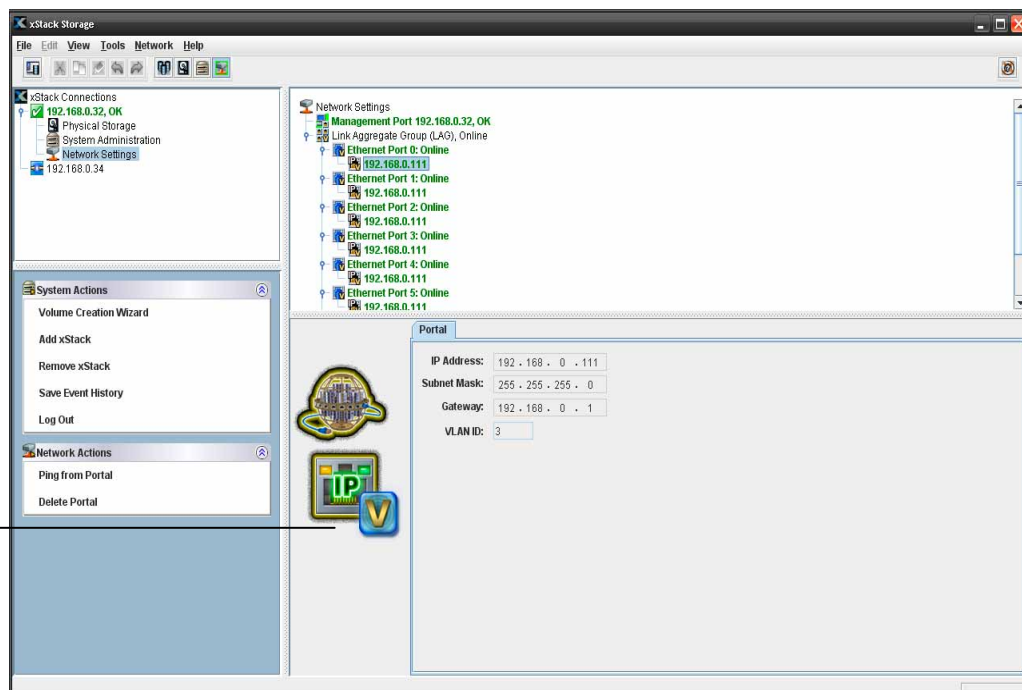 xStack Storage
File Edit View Tools Network Help
xStack Connections
192.168.0.32, OK
Physical Storage
System Administration
Network Settings
192.168.0.34
Network Settings
Management Port 192.168.0.32, OK
Link Aggregate Group (LAG), Online
Ethernet Port 0: Online
192.168.0.111
Ethernet Port 1: Online
192.168.0.111
Ethernet Port 2: Online
192.168.0.111
Ethernet Port 3: Online
192.168.0.111
Ethernet Port 4: Online
192.168.0.111
Ethernet Port 5: Online
192.168.0.111
System Actions
Volume Creation Wizard
Add xStack
Remove xStack
Save Event History
Log Out
Network Actions
Ping from Portal
Delete Portal
IP
V
Portal
IP Address: 192 . 168 . 0 . 111
Subnet Mask: 255 . 255 . 255 . 0
Gateway: 192 . 168 . 0 . 1
VLAN ID: 3